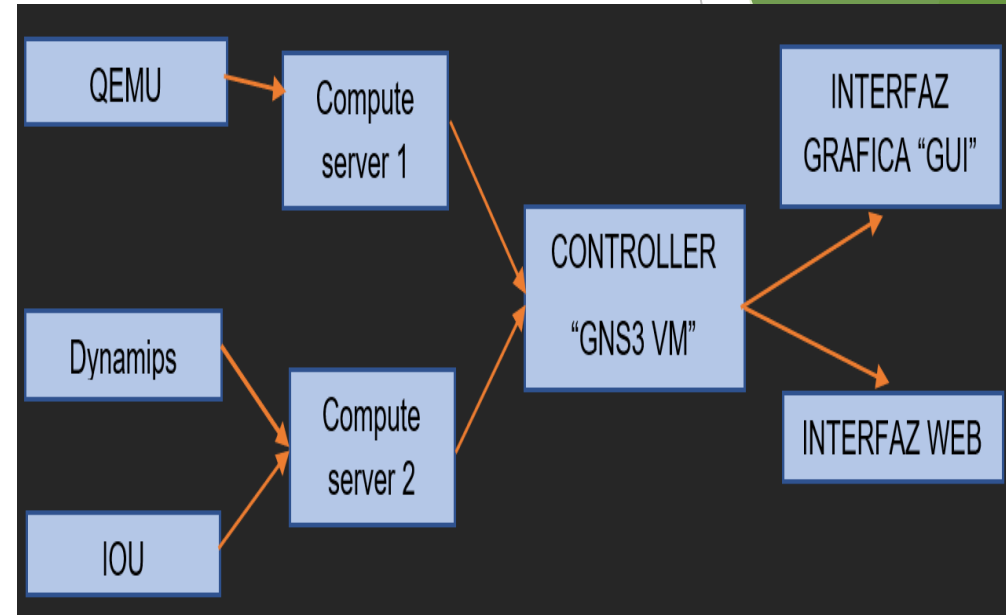 QEMU
Compute
server 1
Dynamips
IOU
Compute
server 2
CONTROLLER
“GNS3 VM”
INTERFAZ
GRAFICA “GUI”
INTERFAZ WEB